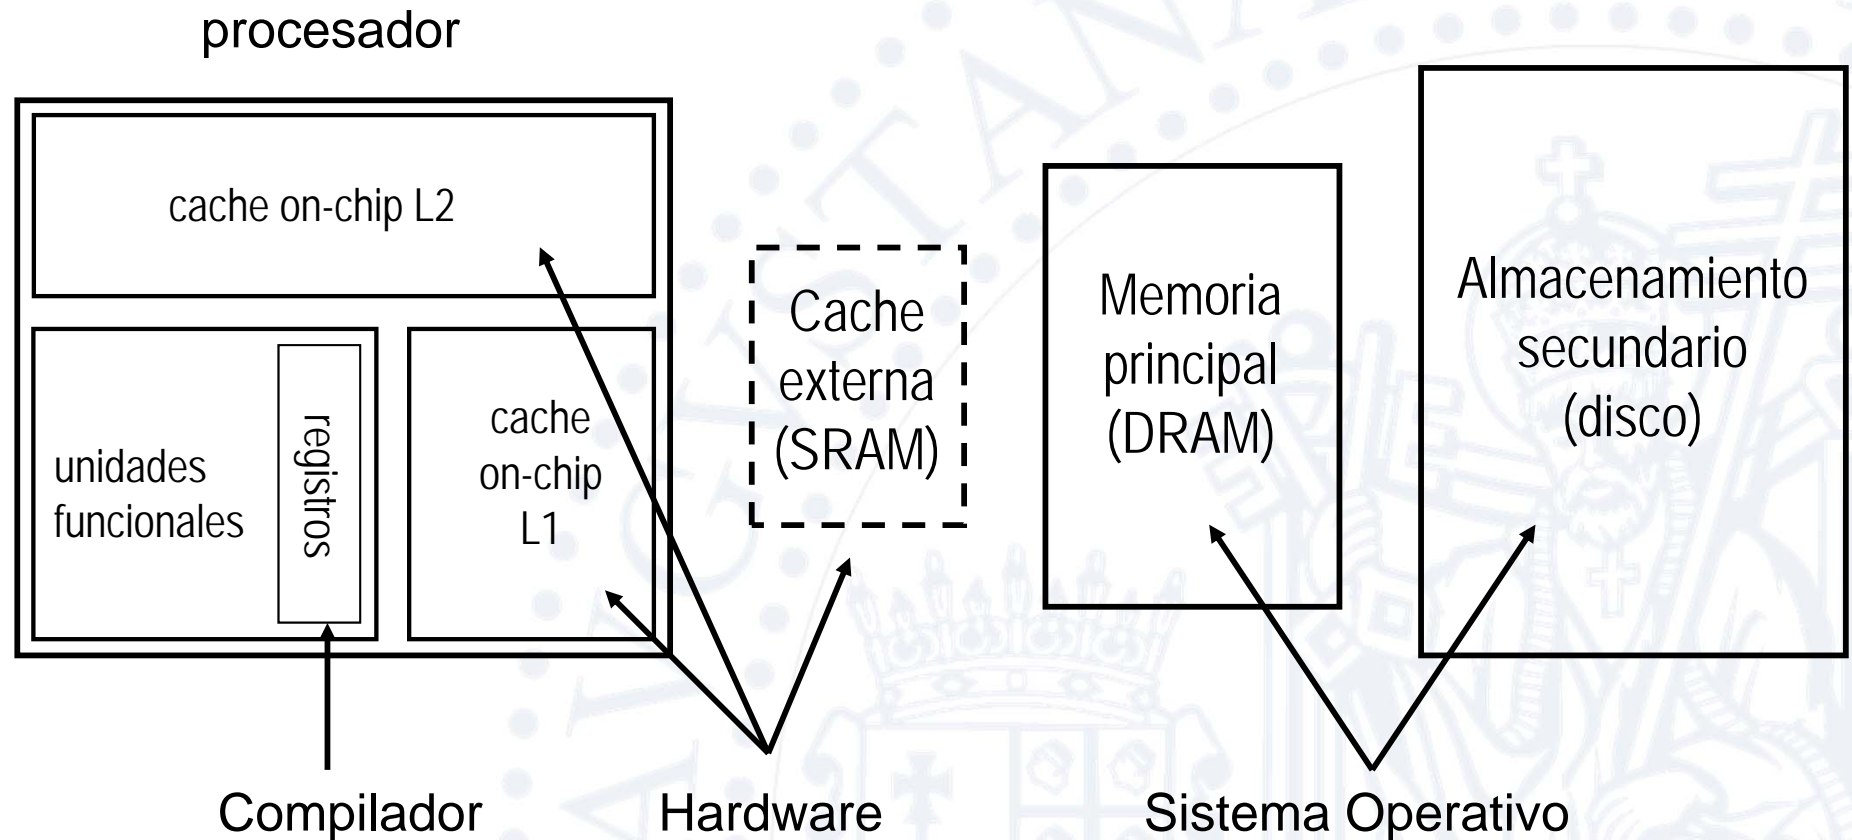 procesador
cache on-chip L2
unidades
funcionales
registros
cache
on-chip
L1
Cache
externa
(SRAM)
Memoria
principal
(DRAM)
Almacenamiento
secundario
(disco)
Compilador
Hardware
Sistema Operativo